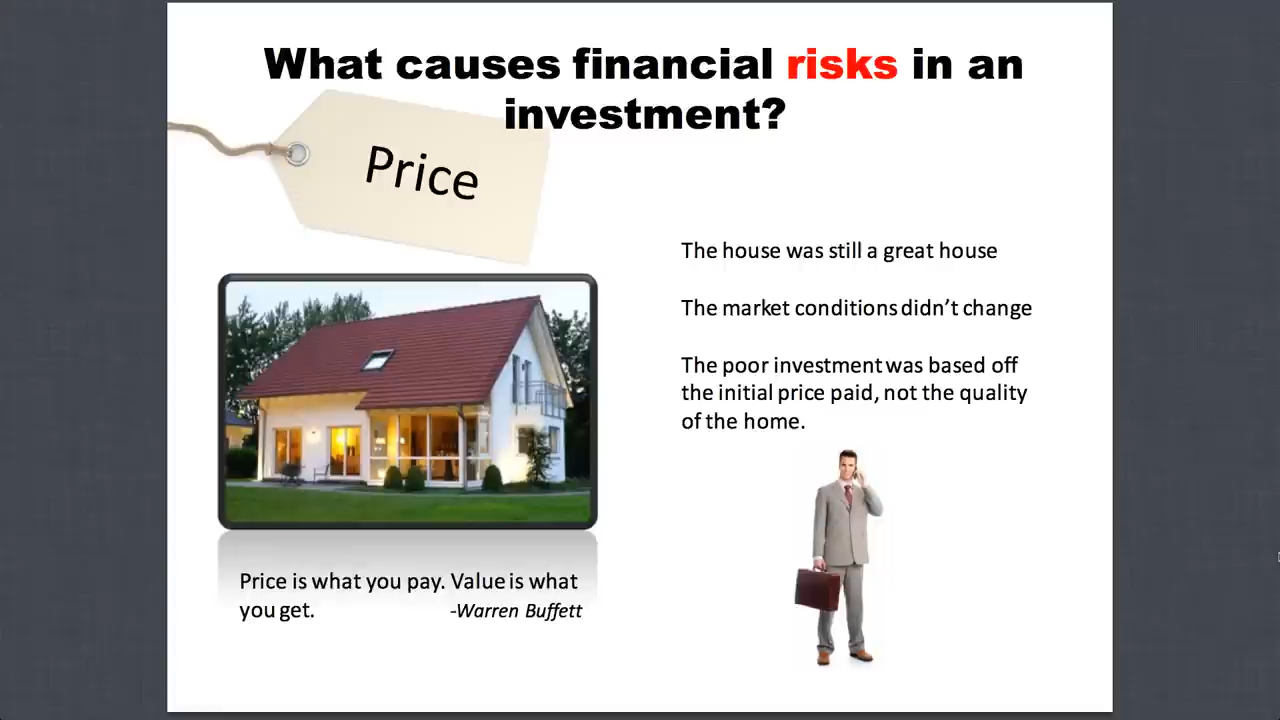 What causes financial risks in an
investment?
Price
The house was still a great house
The market conditions didn’t change
The poor investment was based off
the initial price paid, not the quality
of the home.
Price is what you pay. Value is what
you get. -Warren Buffett